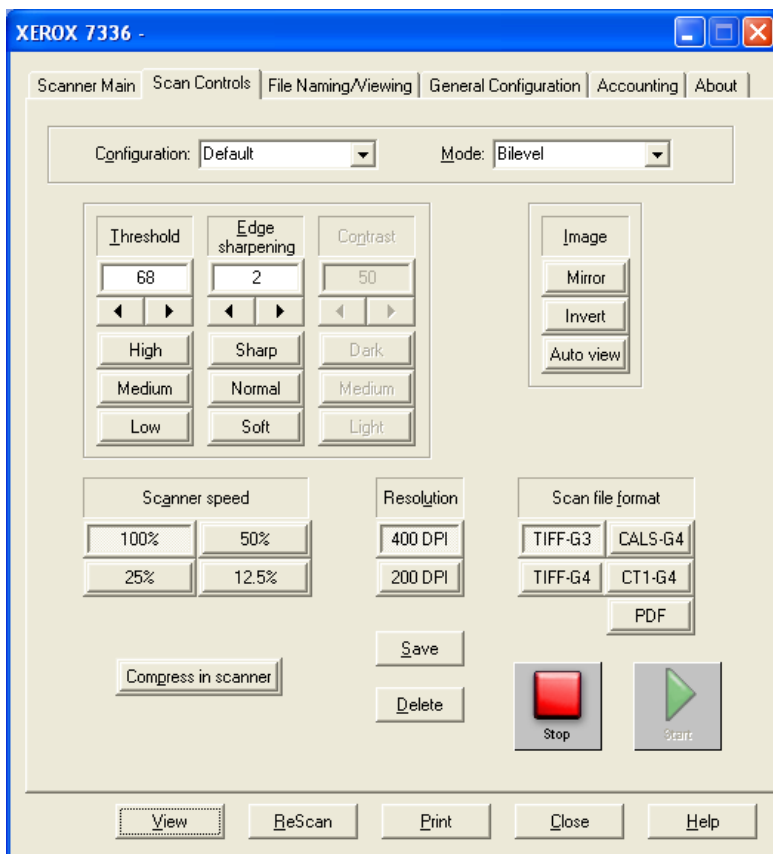 XEROX 7336 -
Scanner Main Scan Controls File Naming/Viewing General Configuration Accounting About
Configuration: Default Mode: Bilevel
Threshold
Edge
sharpening
Contrast
Image
68 2 50 Mirror
Invert
High Sharp Dark Auto view
Medium Normal Medium
Low Soft Light
Scanner speed Resolution Scan file format
100% 50% 400 DPI TIFF-G3 CALS-G4
25% 12.5% 200 DPI TIFF-G4 CT1-G4
PDF
Save
Compress in scanner
Delete
Stop Start
View ReScan Print Close Help